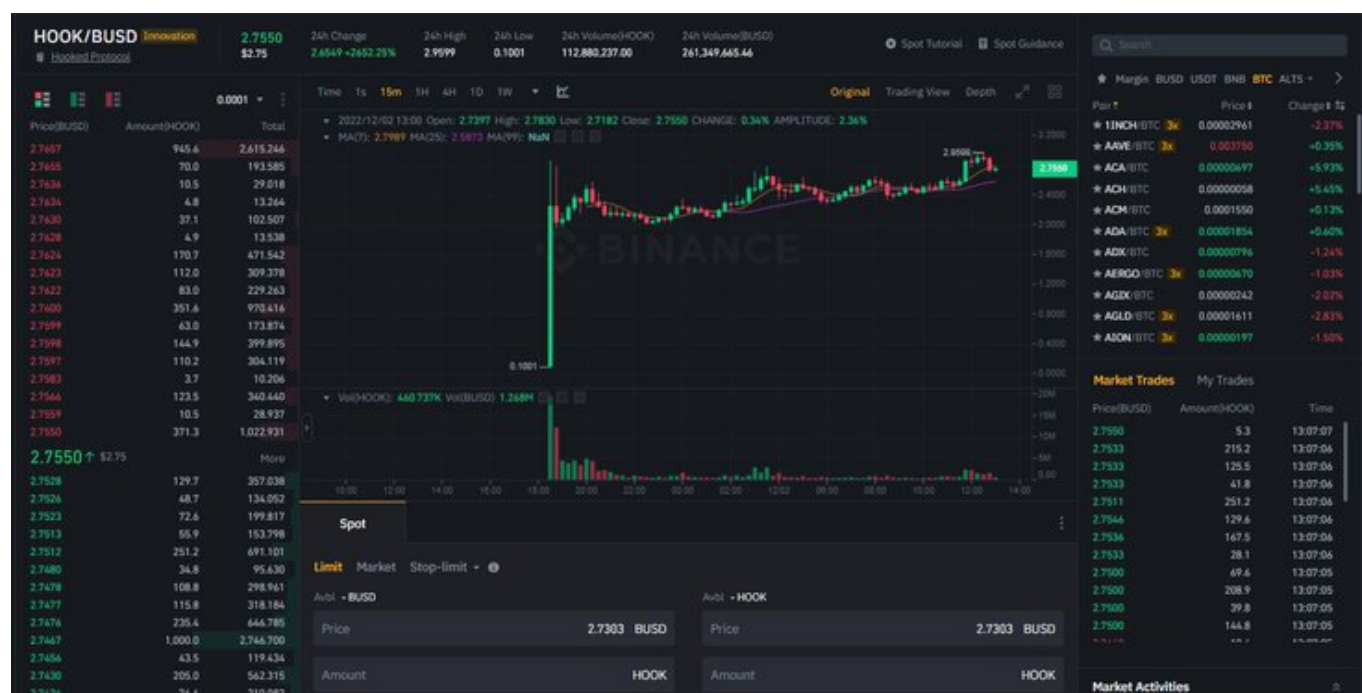 HOOK/BUSD Innovation 2.7550 24h Change 24h High 24h Low 24h Volume(HOOK) 24h Volume(BUSD)
Hooked Protocol $2.75 2.6549 +2652.25% 2.9599 0.1001 112,880,237.00 261,349,665.46
Spot Tutorial Spot Guidance
0.0001
Price(BUSD) Amount(HOOK) Total
2.7657 945.6 2,615.246
2.7655 70.0 193.585
2.7636 10.5 29.018
2.7634 4.8 13.264
2.7630 37.1 102.507
2.7628 4.9 13.538
2.7624 170.7 471.542
2.7623 112.0 309.378
2.7622 83.0 229.263
2.7600 351.6 970.416
2.7599 63.0 173.874
2.7598 144.9 399.895
2.7597 110.2 304.119
2.7583 3.7 10.206
2.7566 123.5 340.440
2.7559 10.5 28.937
2.7550 371.3 1,022.931
2.7550↑ $2.75 More
2.7528 129.7 357.038
2.7526 48.7 134.052
2.7523 72.6 199.817
2.7513 55.9 153.798
2.7512 251.2 691.101
2.7480 34.8 95.630
2.7478 108.8 298.961
2.7477 115.8 318.184
2.7476 235.4 646.785
2.7467 1,000.0 2,746.700
2.7456 43.5 119.434
2.7430 205.0 562.315
Time 1s 15m 1H 4H 1D 1W Original Trading View Depth
2022/12/02 13:00 Open: 2.7397 High: 2.7830 Low: 2.7182 Close: 2.7550 CHANGE: 0.34% AMPLITUDE: 2.36%
MA(7): 2.7989 MA(25): 2.5873 MA(99): NaN
3.2000
2.9599
2.7550
2.4000
2.0000
BINANCE
1.6000
1.2000
0.8000
0.4000
0.1001
0.0000
Vol(HOOK): 460.737K Vol(BUSD) 1.268M
20M
15M
10M
5M
0.00
10:00 12:00 14:00 16:00 18:00 20:00 22:00 00:00 02:00 12/02 06:00 08:00 10:00 12:00 14:00
Spot
Limit Market Stop-limit
Avbl - BUSD Avbl - HOOK
Price 2.7303 BUSD Price 2.7303 BUSD
Amount HOOK Amount HOOK
Search
Margin BUSD USDT BNB BTC ALTS
Pair Price Change
1INCH/BTC 3x 0.00002961 -2.37%
AAVE/BTC 3x 0.003750 +0.35%
ACA/BTC 0.00000697 +5.93%
ACH/BTC 0.00000058 +5.45%
ACM/BTC 0.0001550 +0.13%
ADA/BTC 3x 0.00001854 +0.60%
ADX/BTC 0.00000796 -1.24%
AERGO/BTC 3x 0.00000670 -1.03%
AGIX/BTC 0.00000242 -2.02%
AGLD/BTC 3x 0.00001611 -2.83%
AION/BTC 3x 0.00000197 -1.50%
Market Trades My Trades
Price(BUSD) Amount(HOOK) Time
2.7550 5.3 13:07:07
2.7533 215.2 13:07:06
2.7533 125.5 13:07:06
2.7533 41.8 13:07:06
2.7511 251.2 13:07:06
2.7546 129.6 13:07:06
2.7536 167.5 13:07:06
2.7533 28.1 13:07:06
2.7500 69.6 13:07:05
2.7500 208.9 13:07:05
2.7500 39.8 13:07:05
2.7500 144.8 13:07:05
Market Activities